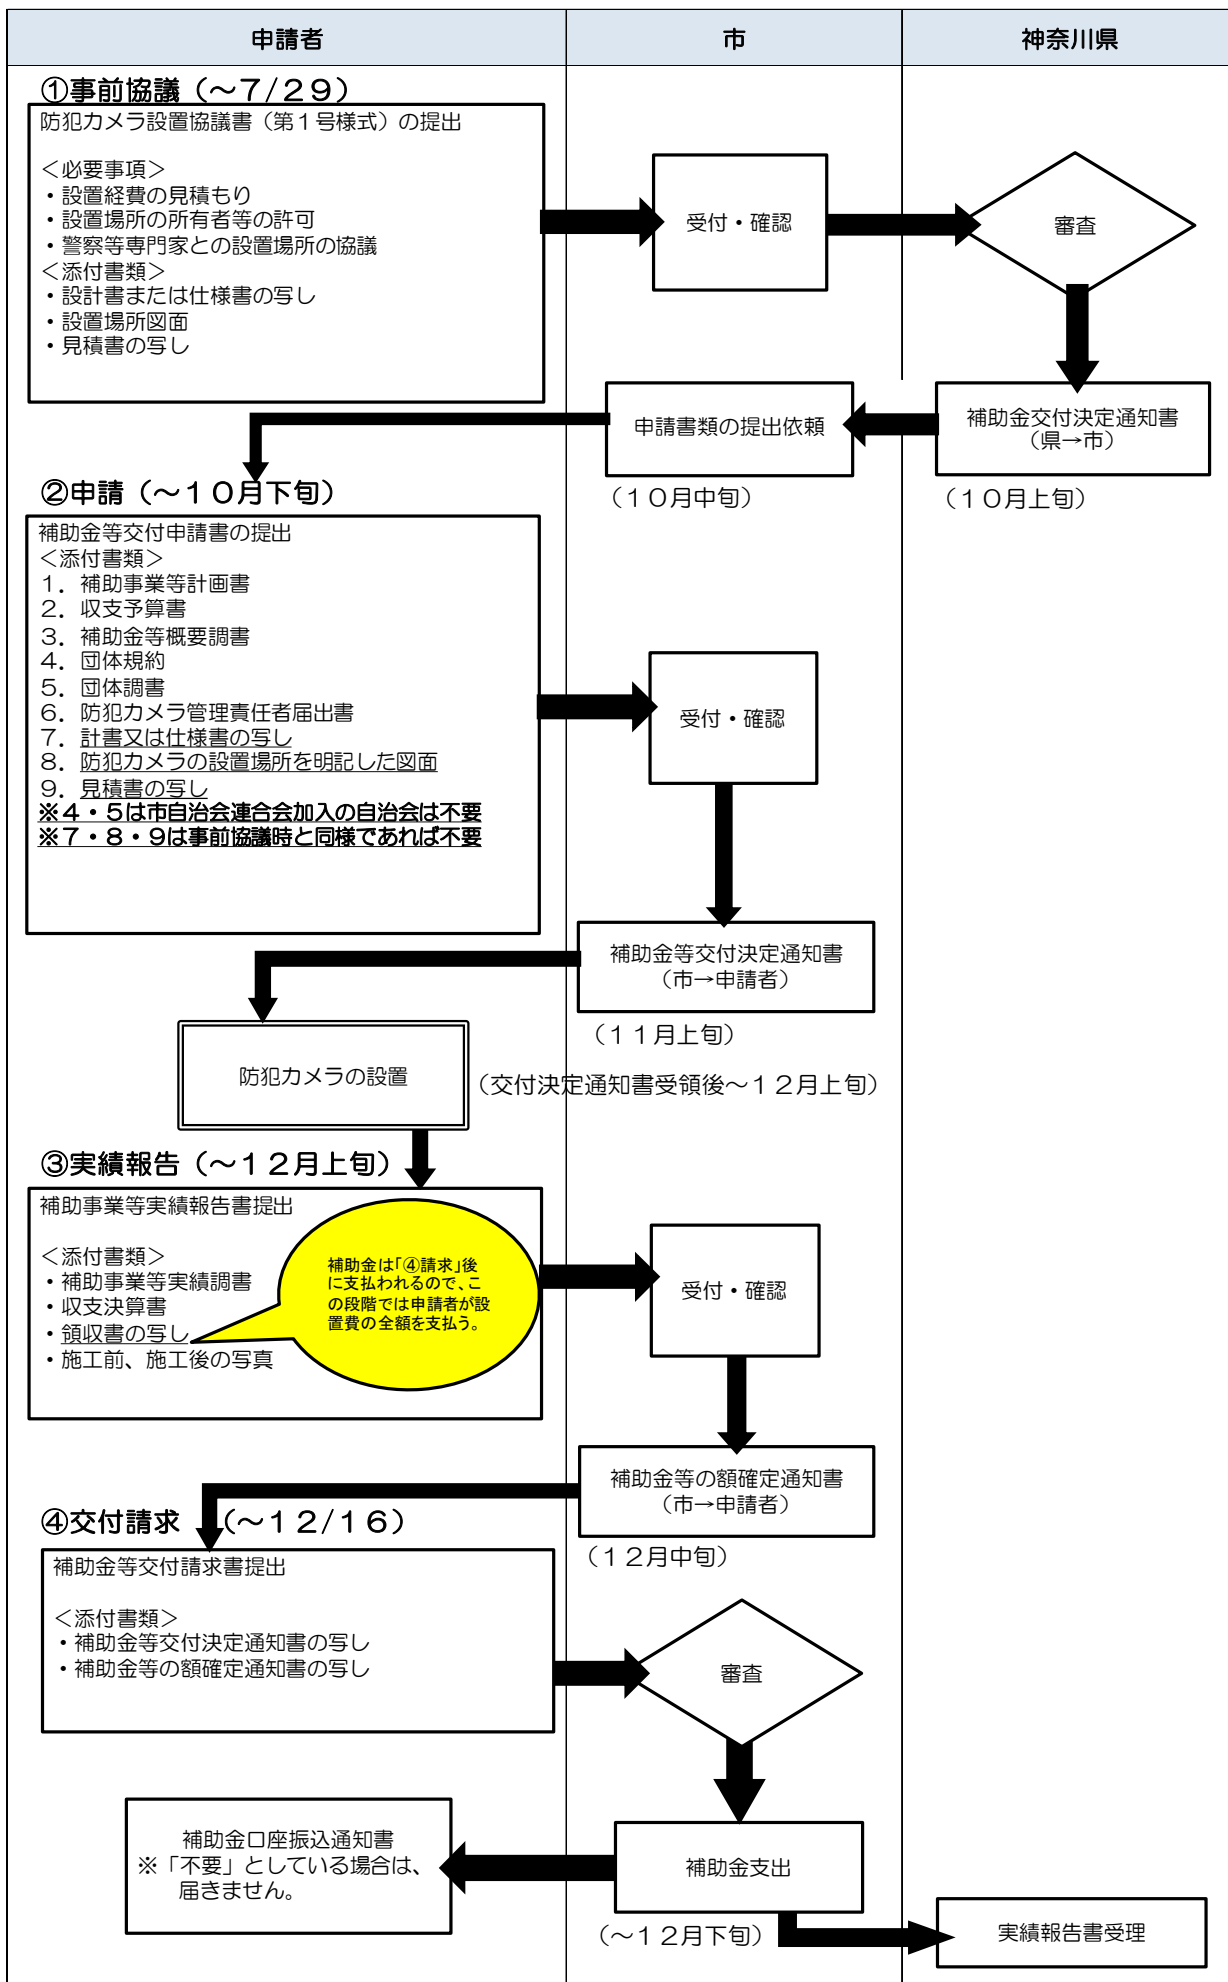 申請者
市
神奈川県
①事前協議（～７/２９）
防犯カメラ設置協議書（第１号様式）の提出
＜必要事項＞
・設置経費の見積もり
・設置場所の所有者等の許可
・警察等専門家との設置場所の協議
＜添付書類＞
・設計書または仕様書の写し
・設置場所図面
・見積書の写し
受付・確認
審査
補助金交付決定通知書
（県→市）
（１０月上旬）
申請書類の提出依頼
（１０月中旬）
②申請（～１０月下旬）
補助金等交付申請書の提出
＜添付書類＞
１．補助事業等計画書
２．収支予算書
３．補助金等概要調書
４．団体規約
５．団体調書
６．防犯カメラ管理責任者届出書
７．計書又は仕様書の写し
８．防犯カメラの設置場所を明記した図面
９．見積書の写し
※４・５は市自治会連合会加入の自治会は不要
※７・８・９は事前協議時と同様であれば不要
受付・確認
補助金等交付決定通知書
（市→申請者）
（１１月上旬）
防犯カメラの設置
（交付決定通知書受領後～１２月上旬）
③実績報告（～１２月上旬）
補助事業等実績報告書提出
＜添付書類＞
・補助事業等実績調書
・収支決算書
・領収書の写し
・施工前、施工後の写真
補助金は「④請求」後
に支払われるので、こ
の段階では申請者が設
置費の全額を支払う。
受付・確認
補助金等の額確定通知書
（市→申請者）
（１２月中旬）
④交付請求　（～１２/１６）
補助金等交付請求書提出
＜添付書類＞
・補助金等交付決定通知書の写し
・補助金等の額確定通知書の写し
審査
補助金支出
（～１２月下旬）
補助金口座振込通知書
※「不要」としている場合は、
届きません。
実績報告書受理